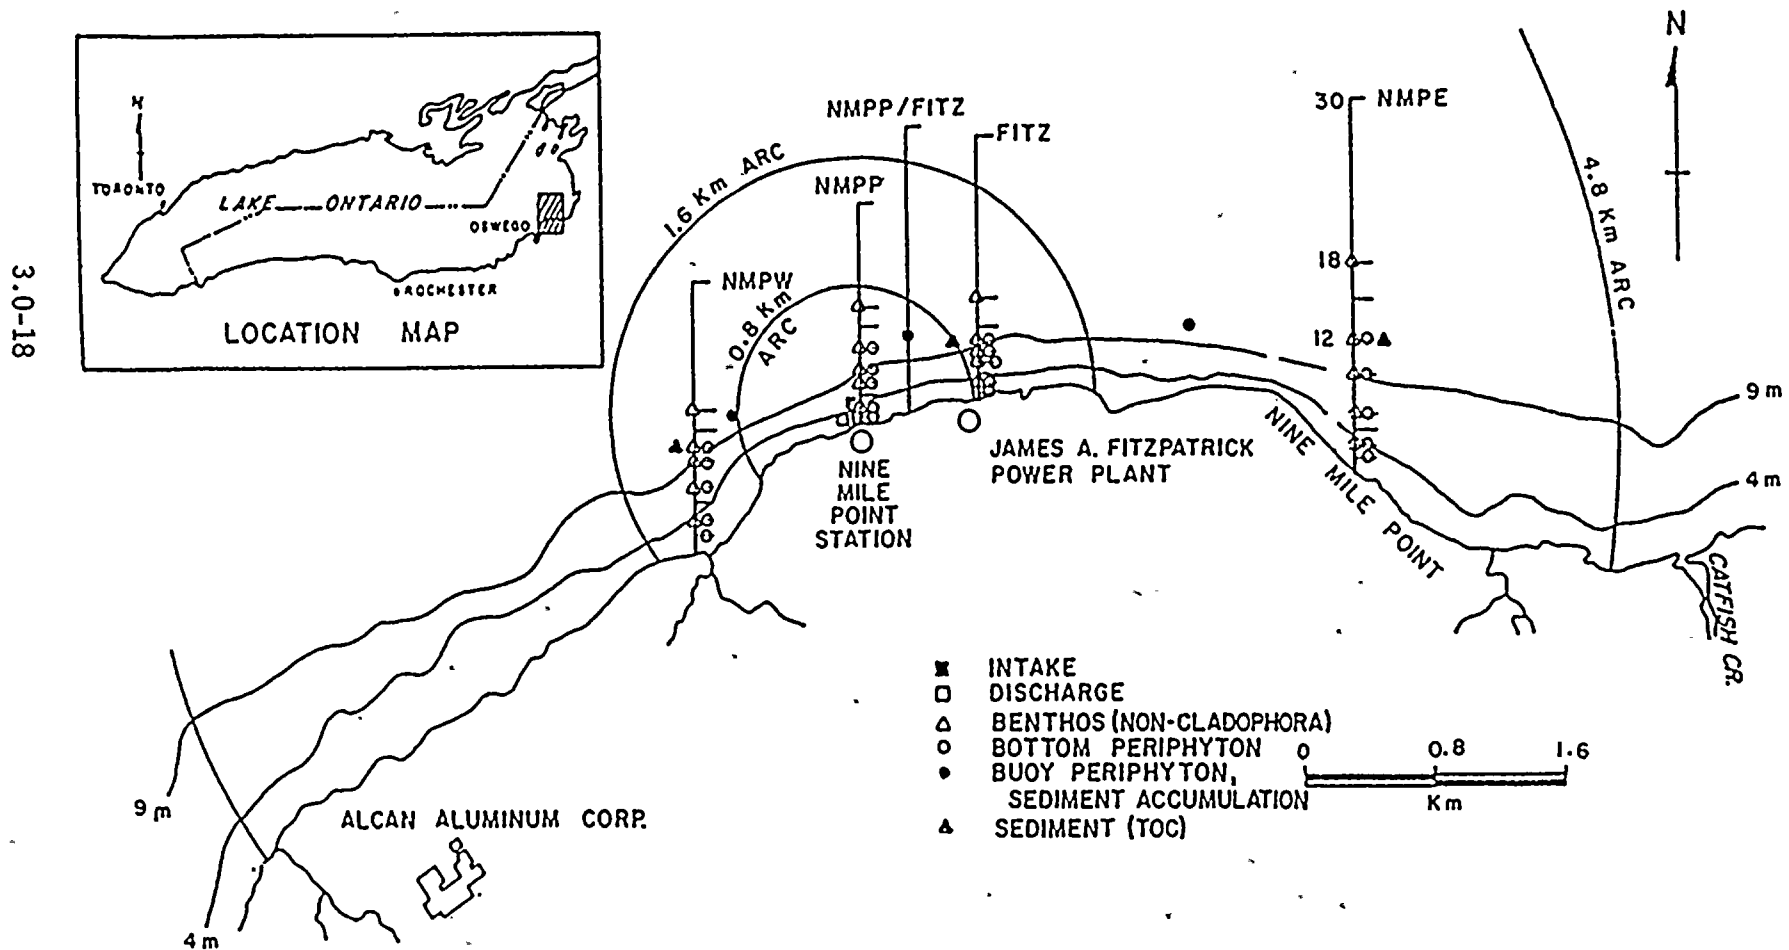 3.0-18
N
TORONTO
LAKE ONTARIO
OSWEGO
ROCHESTER
LOCATION MAP
N
NMPP/FITZ
FITZ
30 NMPE
1.6 Km ARC
NMPP
4.8 Km ARC
18
NMPW
0.8 Km
ARC
12
9 m
NINE
MILE
POINT
STATION
JAMES A. FITZPATRICK
POWER PLANT
NINE MILE POINT
4 m
CATFISH CR.
INTAKE
DISCHARGE
BENTHOS (NON-CLADOPHORA)
BOTTOM PERIPHYTON
BUOY PERIPHYTON,
SEDIMENT ACCUMULATION
SEDIMENT (TOC)
0 0.8 1.6
Km
9 m
ALCAN ALUMINUM CORP.
4 m